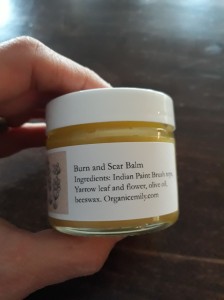 Burn and Scar Balm
Ingredients: Indian Paint Brush
Yarrow leaf and flower, olive oil,
beeswax. Organicemily.com